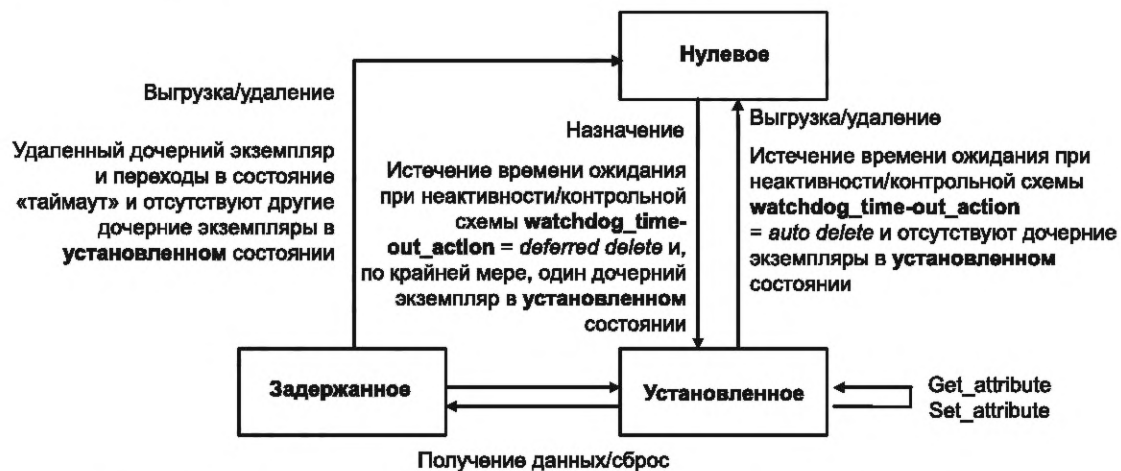 Нулевое
Выгрузка/удаление
Удаленный дочерний экземпляр
и переходы в состояние
«таймаут» и отсутствуют другие
дочерние экземпляры в
установленном состоянии
Назначение
Истечение времени ожидания
при неактивности/контрольной
схемы watchdog_time-
out_action = deferred delete и,
по крайней мере, один дочерний
экземпляр в установленном
состоянии
Выгрузка/удаление
Истечение времени ожидания при
неактивности/контрольной схемы
watchdog_time-out_action
= auto delete и отсутствуют дочерние
экземпляры в установленном
состоянии
Задержанное
Установленное
Get_attribute
Set_attribute
Получение данных/сброс